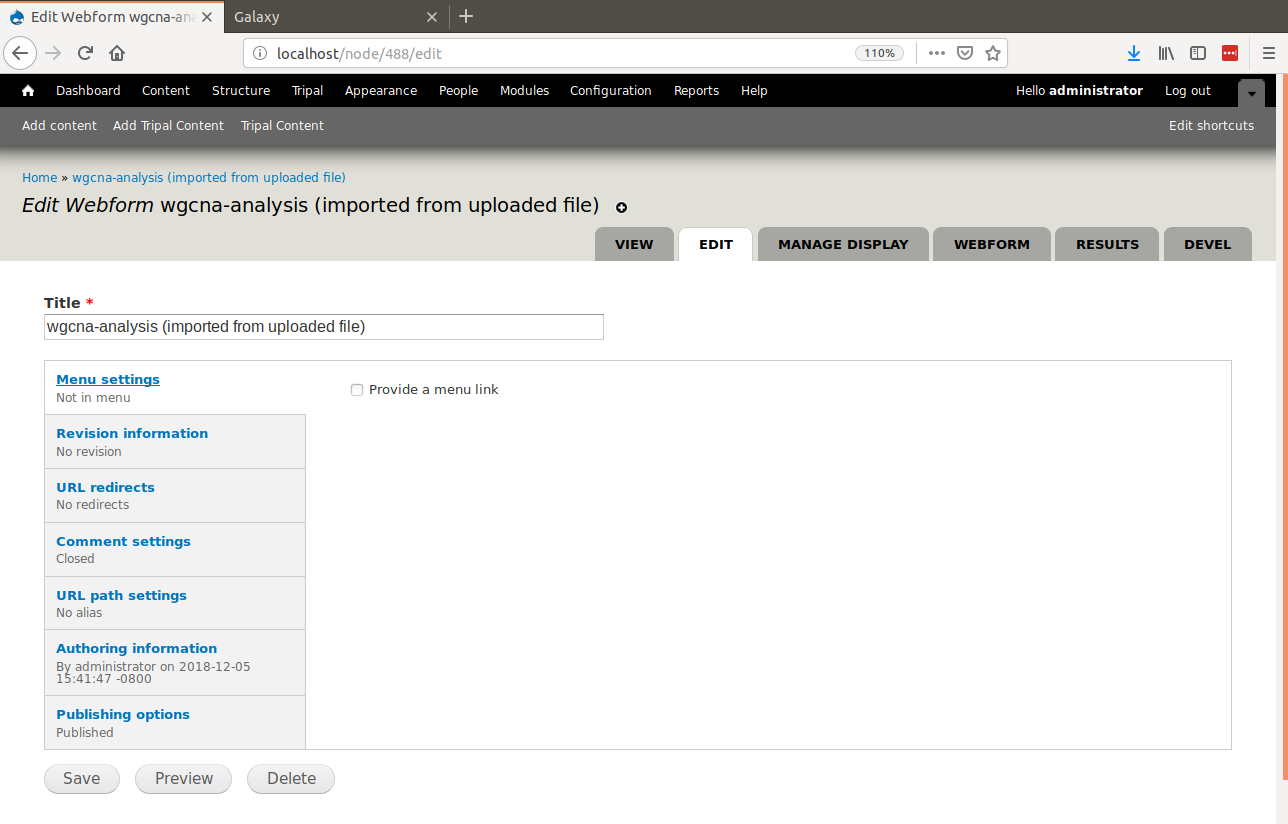 Edit Webform wgcna-an
Galaxy
localhost/node/488/edit
110%
Dashboard Content Structure Tripal Appearance People Modules Configuration Reports Help Hello administrator Log out
Add content Add Tripal Content Tripal Content Edit shortcuts
Home » wgcna-analysis (imported from uploaded file)
Edit Webform wgcna-analysis (imported from uploaded file)
VIEW EDIT MANAGE DISPLAY WEBFORM RESULTS DEVEL
Title *
wgcna-analysis (imported from uploaded file)
Menu settings
Not in menu
Provide a menu link
Revision information
No revision
URL redirects
No redirects
Comment settings
Closed
URL path settings
No alias
Authoring information
By administrator on 2018-12-05
15:41:47 -0800
Publishing options
Published
Save Preview Delete